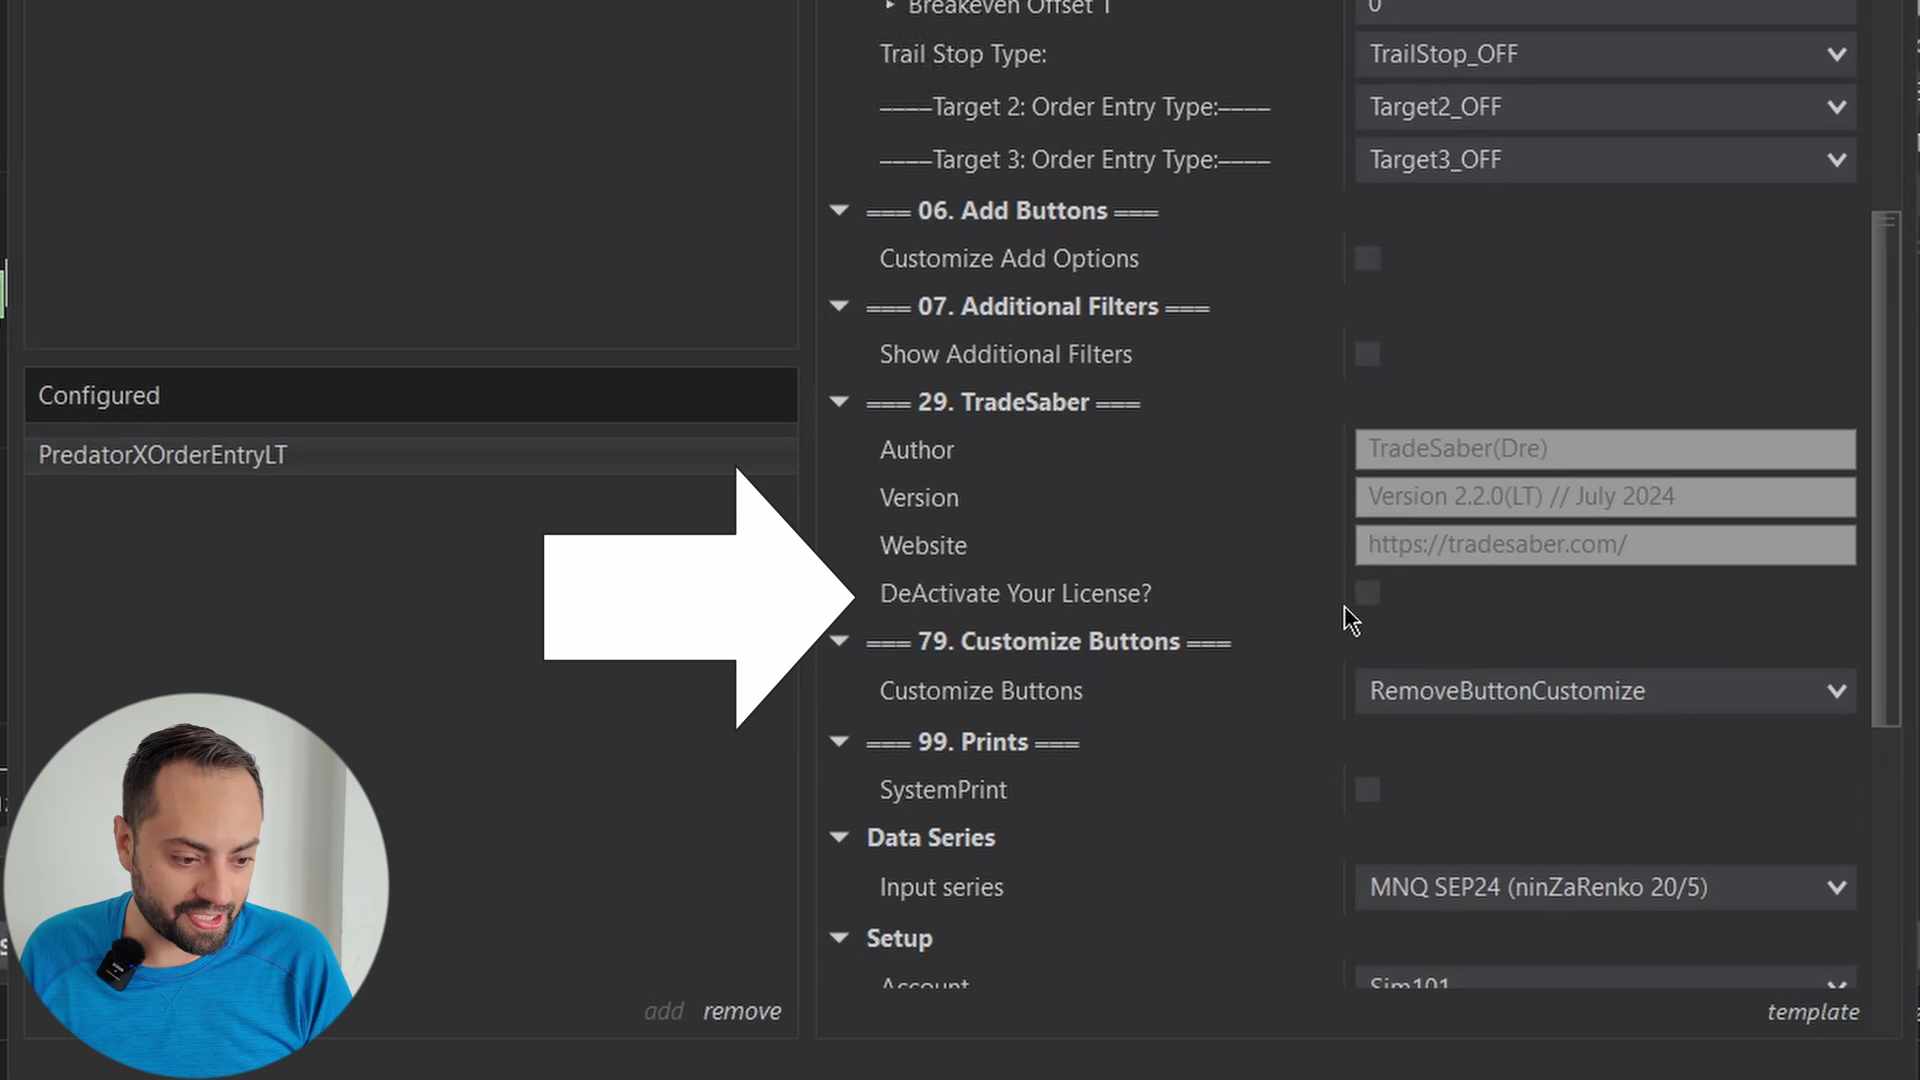 Breakeven Offset 1
0
Trail Stop Type:
TrailStop_OFF
----Target 2: Order Entry Type:----
Target2_OFF
----Target 3: Order Entry Type:----
Target3_OFF
=== 06. Add Buttons ===
Customize Add Options
=== 07. Additional Filters ===
Show Additional Filters
=== 29. TradeSaber ===
Author
TradeSaber(Dre)
Version
Version 2.2.0(LT) // July 2024
Website
https://tradesaber.com/
DeActivate Your License?
=== 79. Customize Buttons ===
Customize Buttons
RemoveButtonCustomize
=== 99. Prints ===
SystemPrint
Data Series
Input series
MNQ SEP24 (ninZaRenko 20/5)
Setup
Account
Sim101
template
Configured
PredatorXOrderEntryLT
add remove